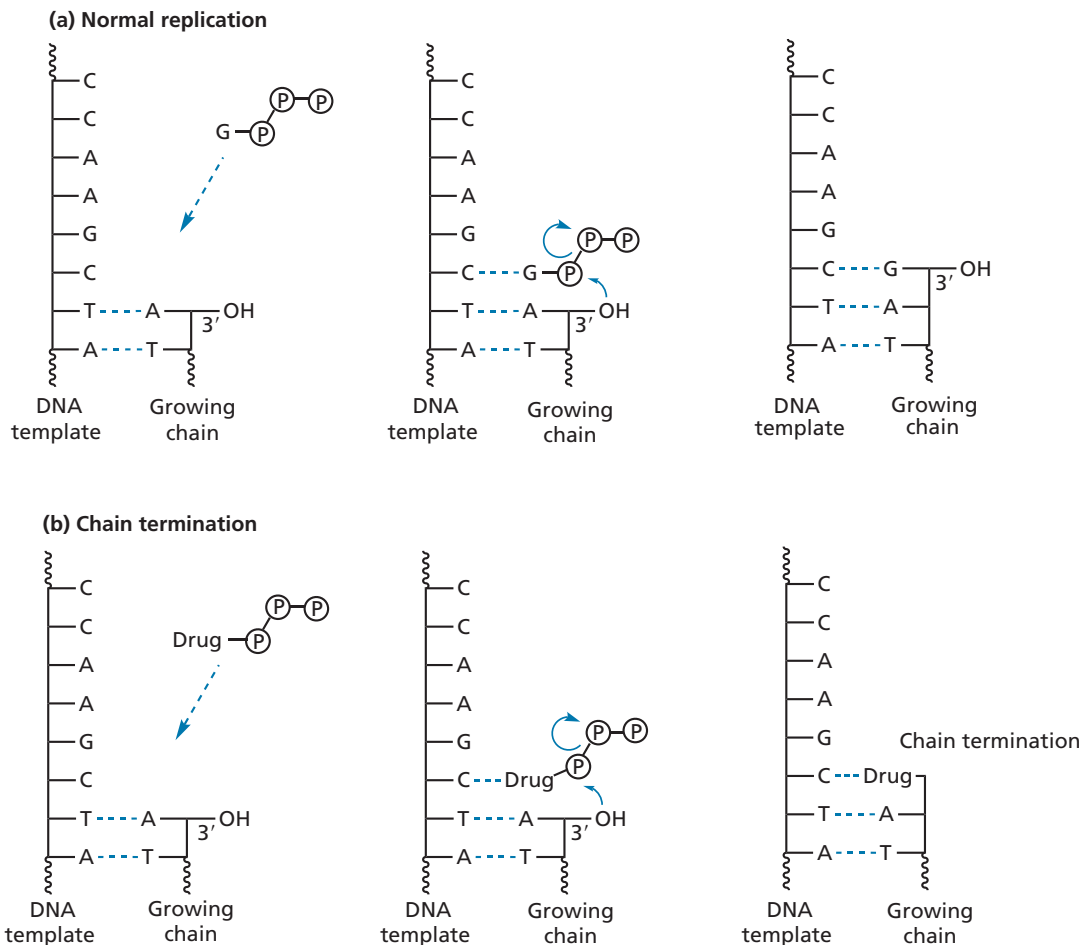 (a) Normal replication
C
C
A
A
G
C
T A OH
3′
A T
G P P P
DNA template
Growing chain
C
C
A
A
G
C G P P P
T A OH
3′
A T
DNA template
Growing chain
C
C
A
A
G
C G OH
3′
T A
A T
DNA template
Growing chain
(b) Chain termination
C
C
A
A
G
C
T A OH
3′
A T
Drug P P P
DNA template
Growing chain
C
C
A
A
G
C Drug P P P
T A OH
3′
A T
DNA template
Growing chain
C
C
A
A
G
Chain termination
C Drug
T A
A T
DNA template
Growing chain